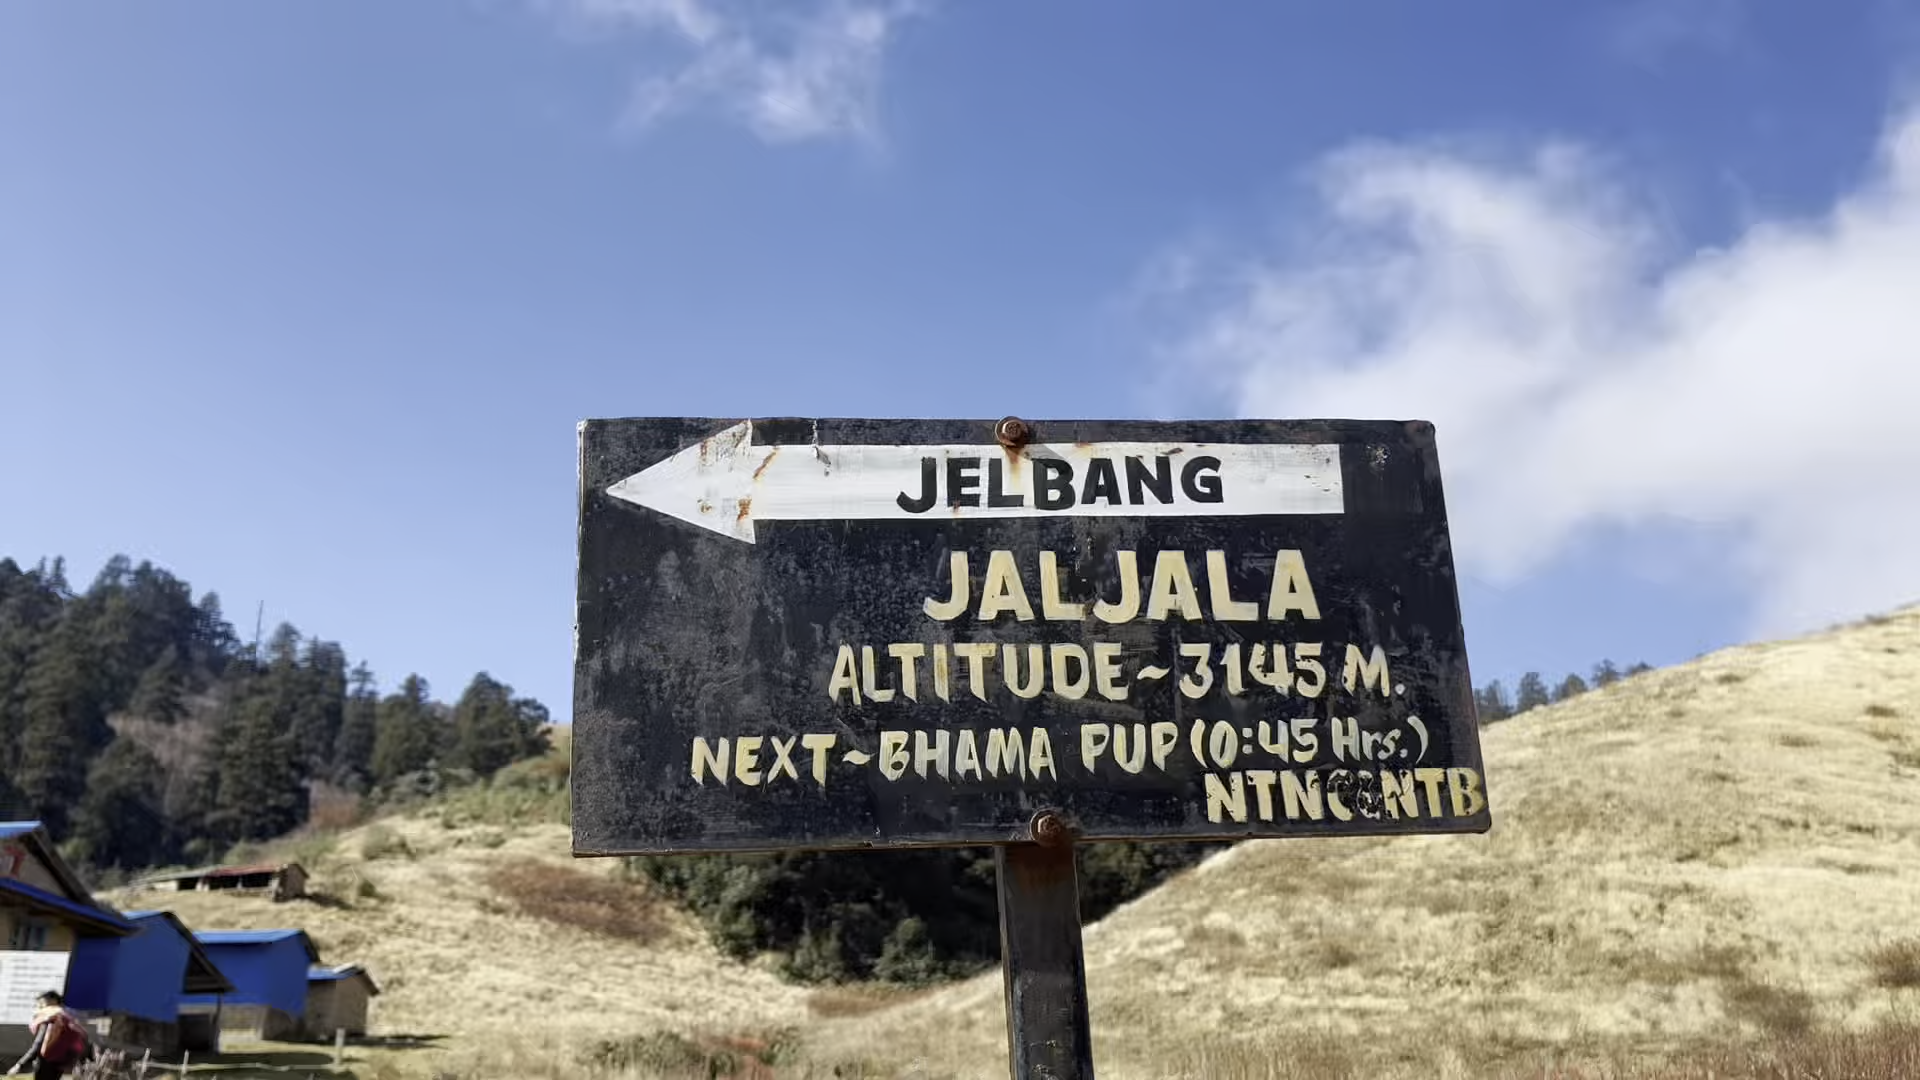 JELBANG
JALJALA
ALTITUDE~3145 M.
NEXT~BHAMA PUP (0:45 Hrs.)
NTNC&NTB